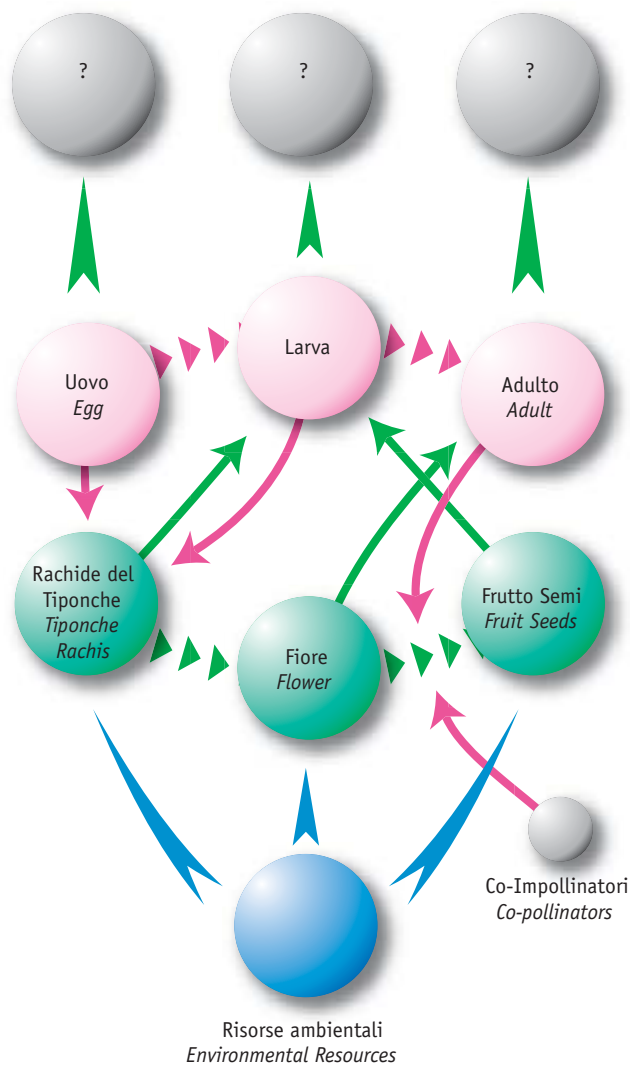 ?
?
?
Larva
Uovo
Egg
Adulto
Adult
Rachide del
Tiponche
Tiponche
Rachis
Fiore
Flower
Frutto Semi
Fruit Seeds
Co-Impollinatori
Co-pollinators
Risorse ambientali
Environmental Resources